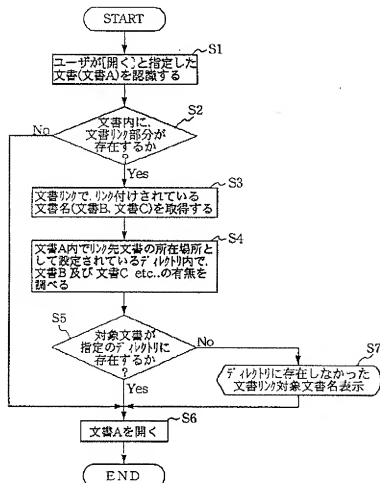 START
S1
ユーザが[開く]と指定した
文書(文書A)を認識する
S2
文書内に、
文書リンク部分が
存在するか
?
No
Yes
S3
文書リンクで、リンク付けされている
文書名(文書B、文書C)を取得する
S4
文書A内でリンク先文書の所在場所
として設定されているディレクトリ内で、
文書B 及び 文書C etc..の有無を
調べる
S5
対象文書が
指定のディレクトリに
存在するか
?
No
Yes
S7
ディレクトリに存在しなかった
文書リンク対象文書名表示
S6
文書Aを開く
END